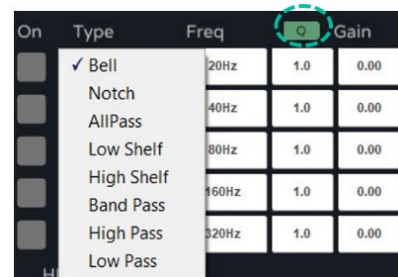 On Type Freq Q Gain
✓ Bell 20Hz 1.0 0.00
Notch
AllPass 40Hz 1.0 0.00
Low Shelf 80Hz 1.0 0.00
High Shelf
Band Pass 160Hz 1.0 0.00
High Pass 320Hz 1.0 0.00
Low Pass